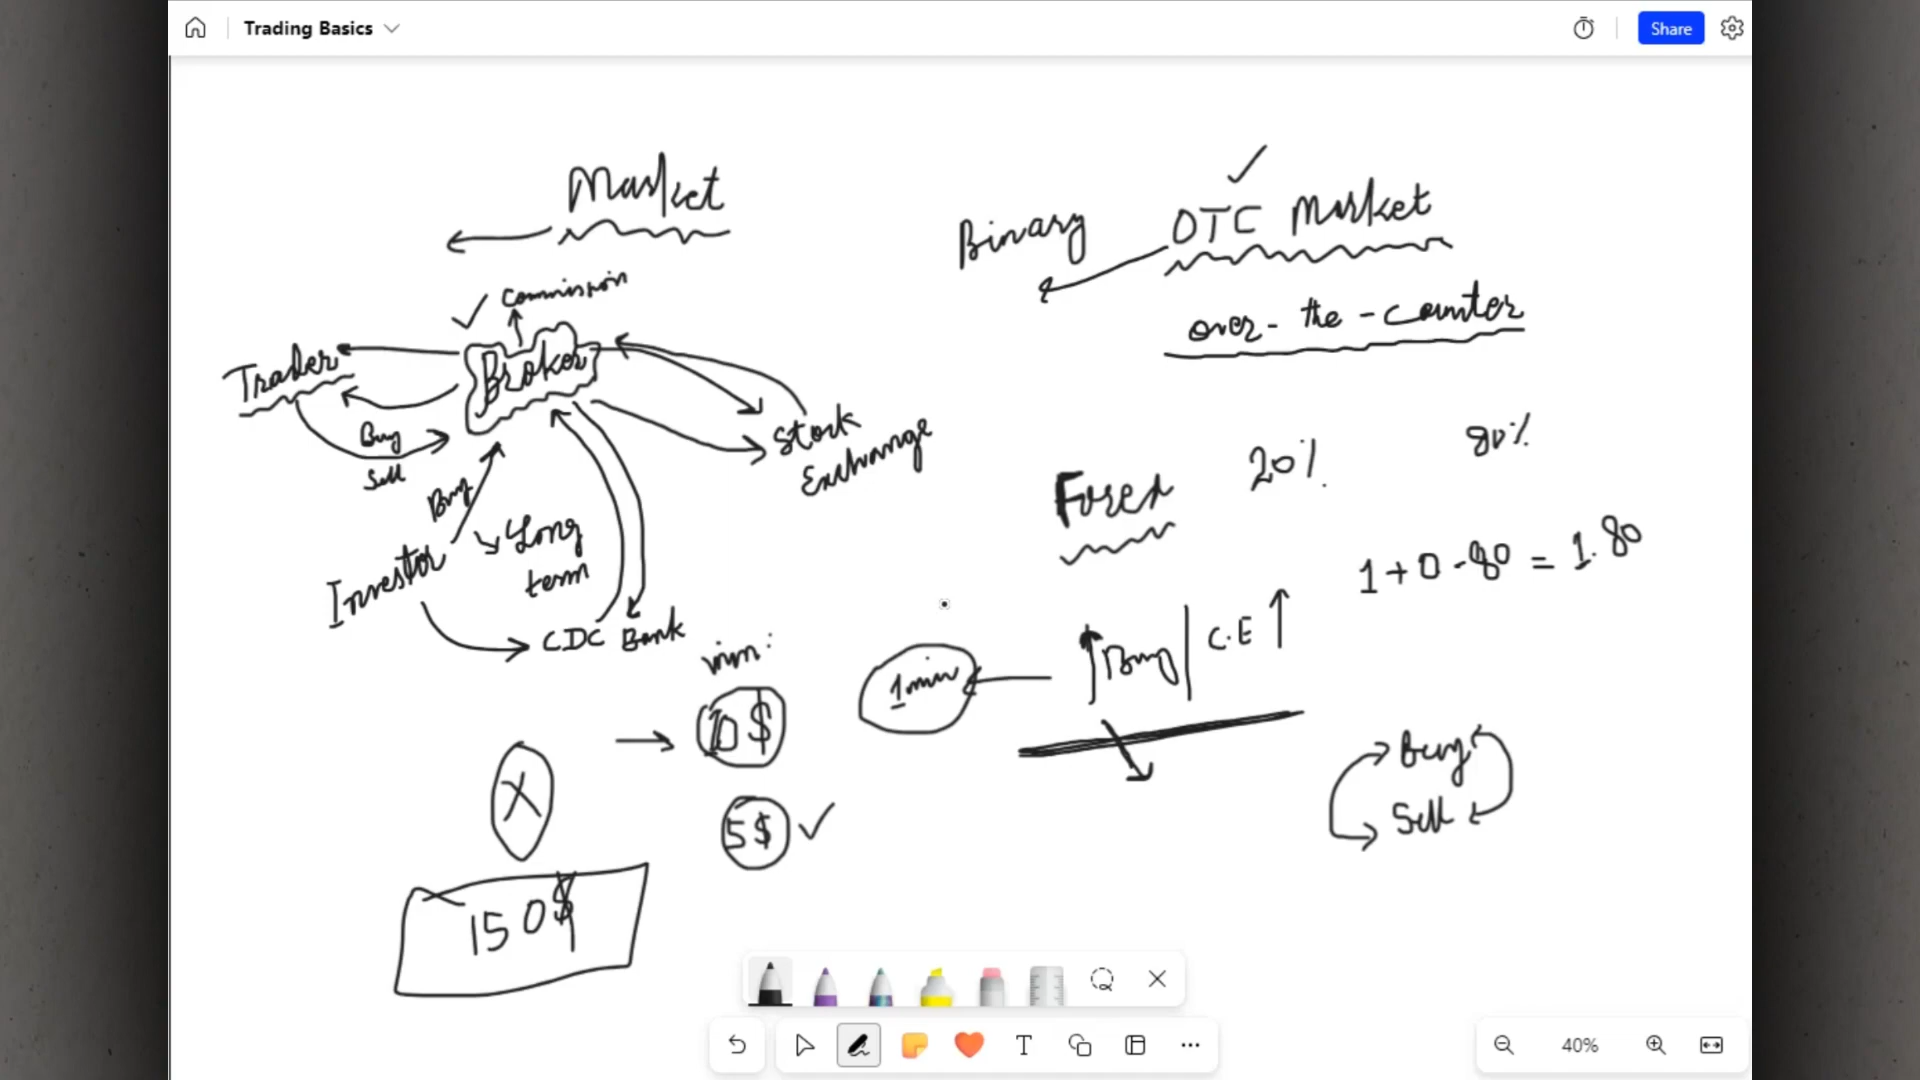 Trading Basics
Share
Market
Binary
OTC Market
over-the-counter
Commission
Broker
Trader
Buy
Sell
Stock
Exchange
Buy
Long
term
Investor
CDC Bank
Forex
20%.
80%
1+0-80 = 1.80
min:
10$
1min
Buy
C.E
5$
X
150$
Buy
Sell
40%